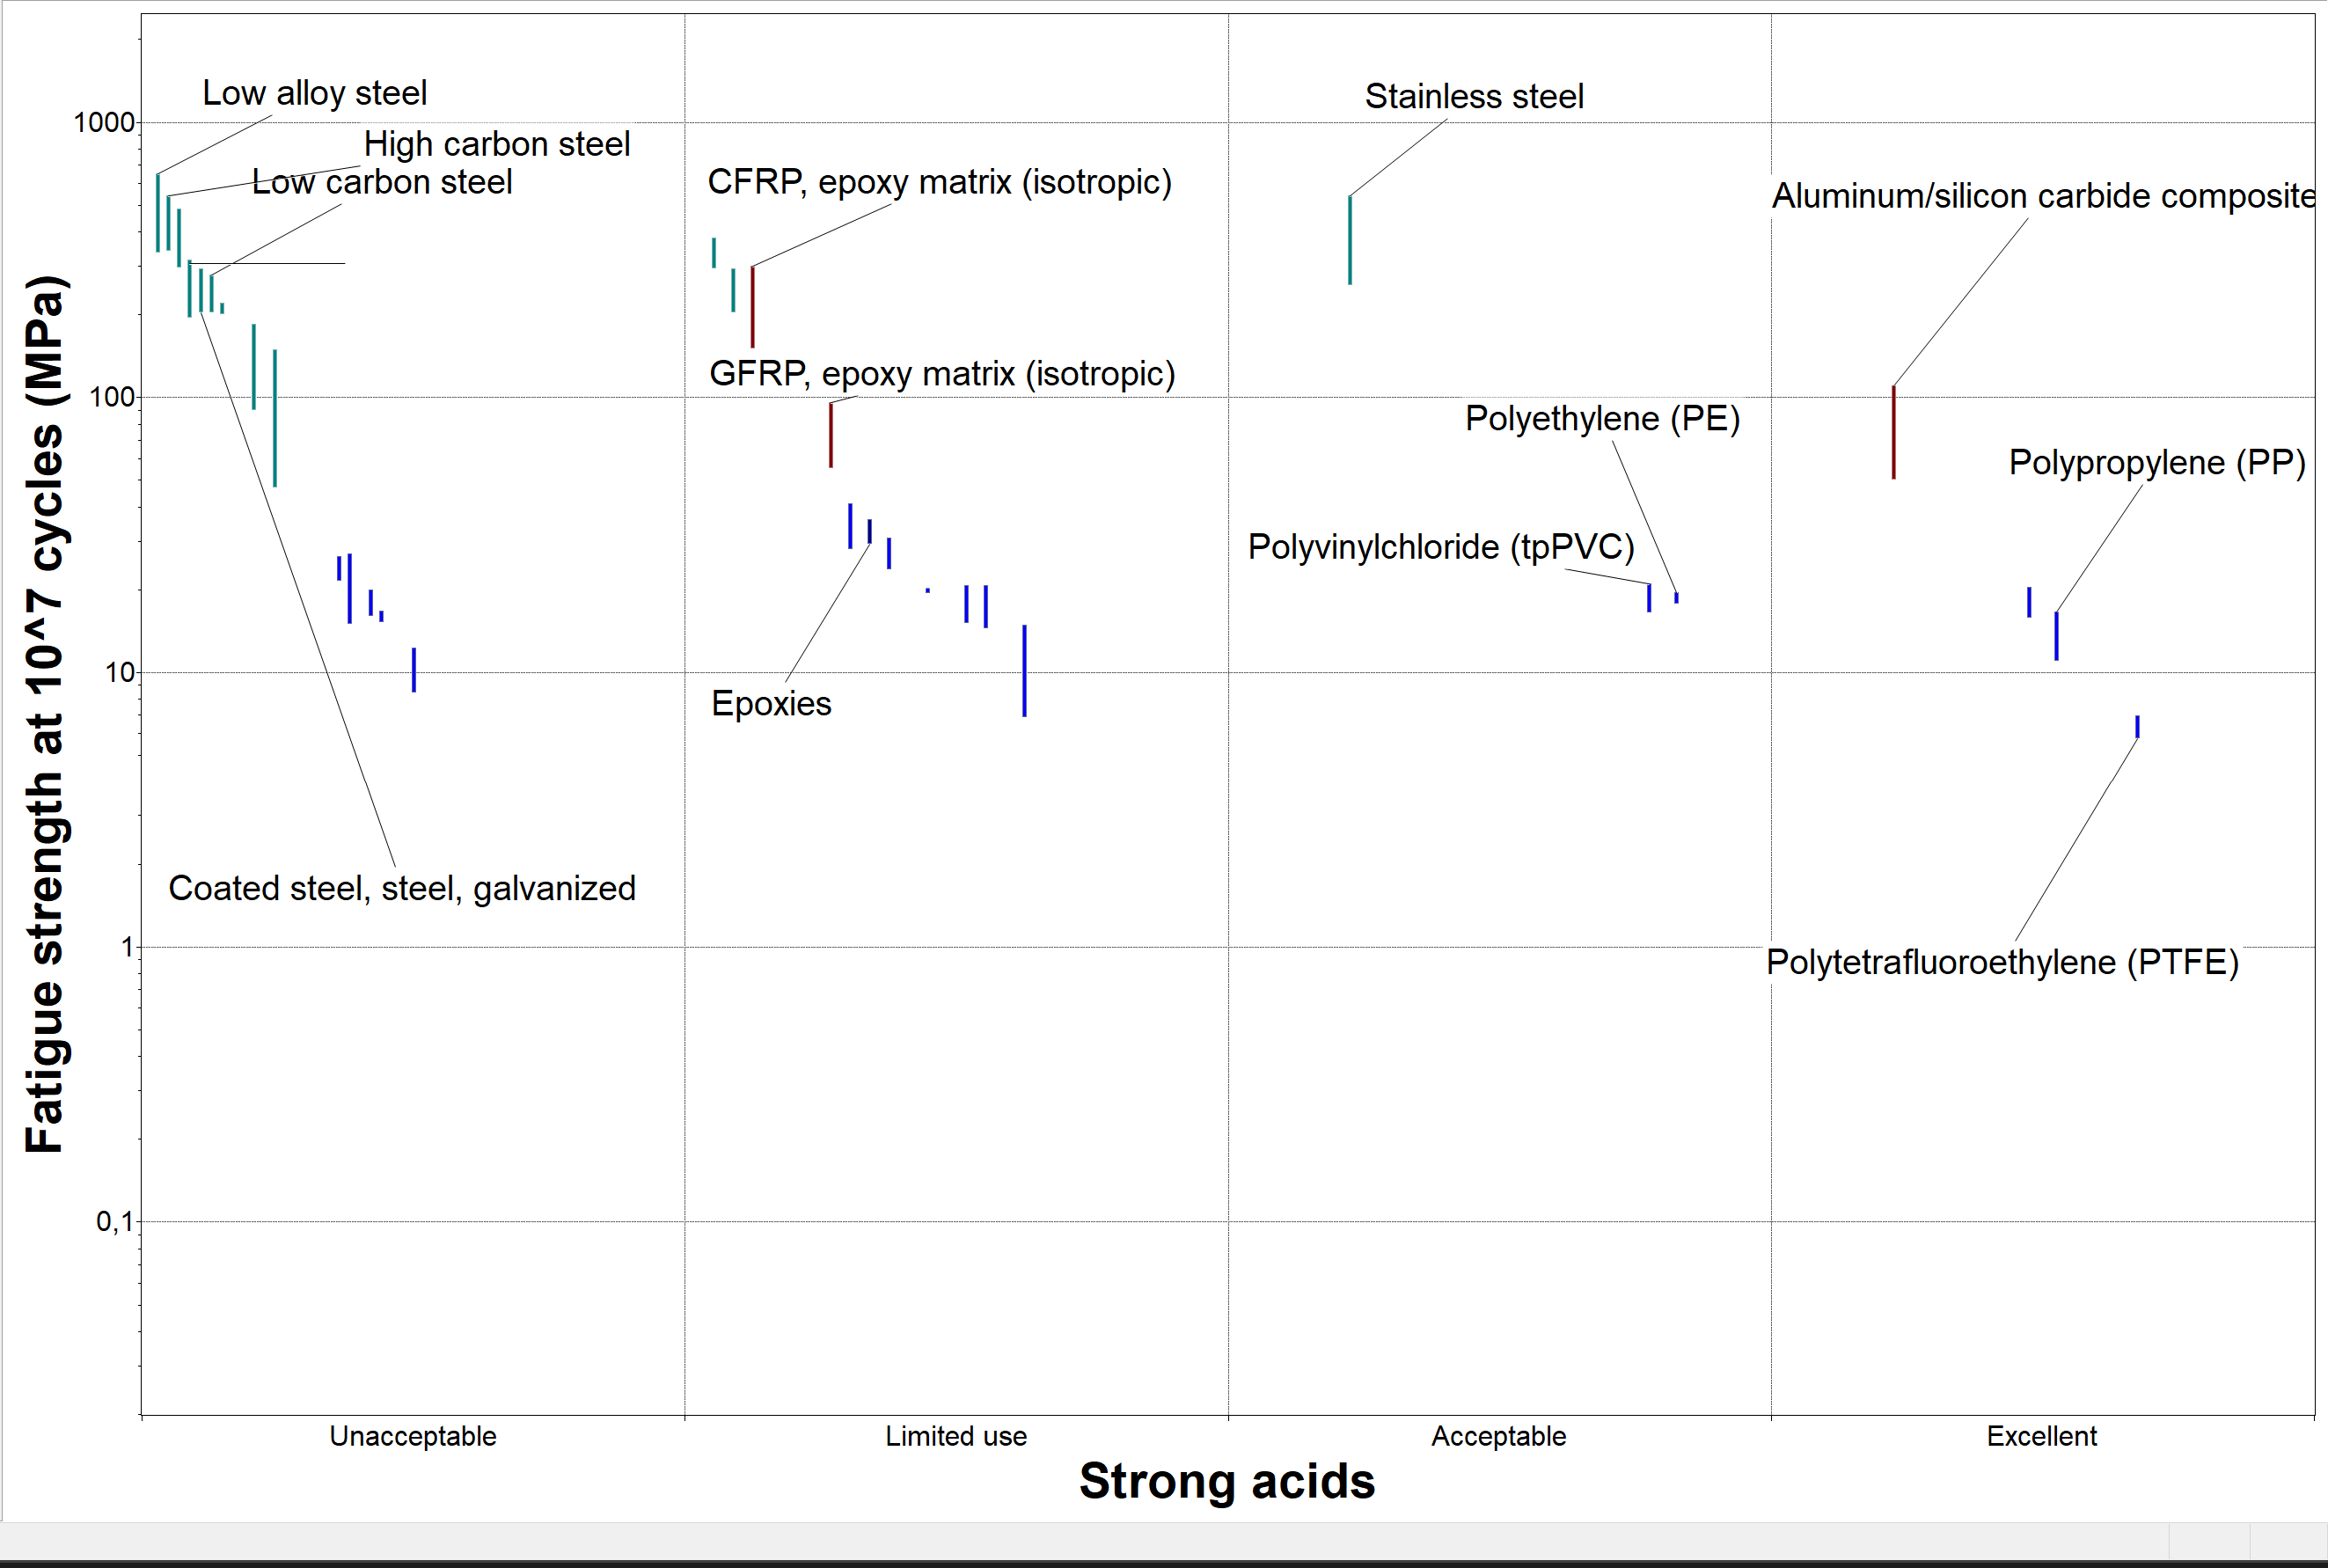 Low alloy steel
High carbon steel
Low carbon steel
Coated steel, steel, galvanized
CFRP, epoxy matrix (isotropic)
GFRP, epoxy matrix (isotropic)
Epoxies
Stainless steel
Polyethylene (PE)
Polyvinylchloride (tpPVC)
Aluminum/silicon carbide composite
Polypropylene (PP)
Polytetrafluoroethylene (PTFE)
Fatigue strength at 10^7 cycles (MPa)
1000
100
10
1
0,1
Unacceptable
Limited use
Acceptable
Excellent
Strong acids